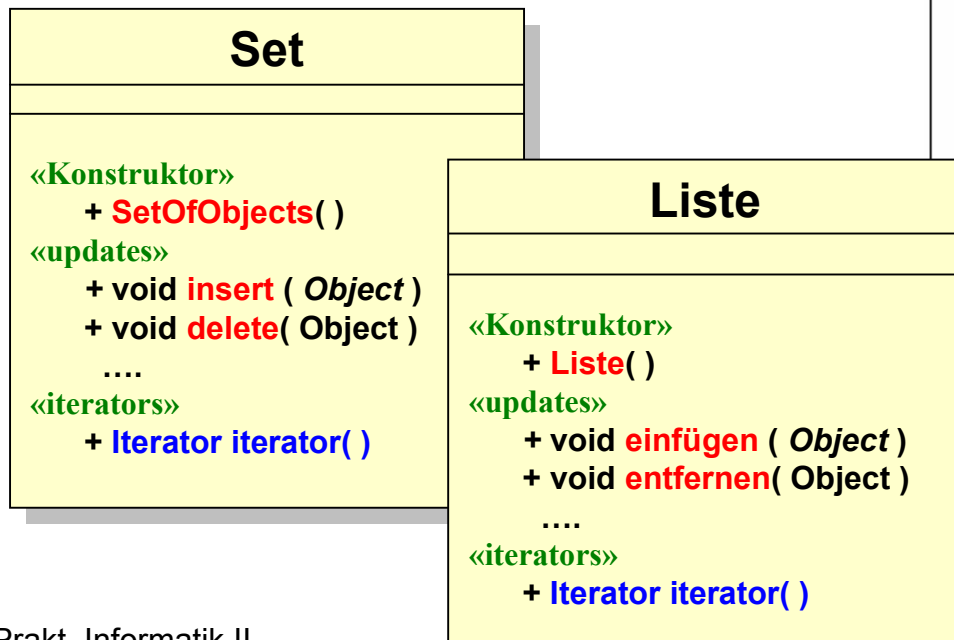 Set
«Konstruktor»
+ SetOfObjects( )
«updates»
+ void insert ( Object )
+ void delete( Object )
….
«iterators»
+ Iterator iterator( )
Liste
«Konstruktor»
+ Liste( )
«updates»
+ void einfügen ( Object )
+ void entfernen( Object )
….
«iterators»
+ Iterator iterator( )
Prakt. Informatik II